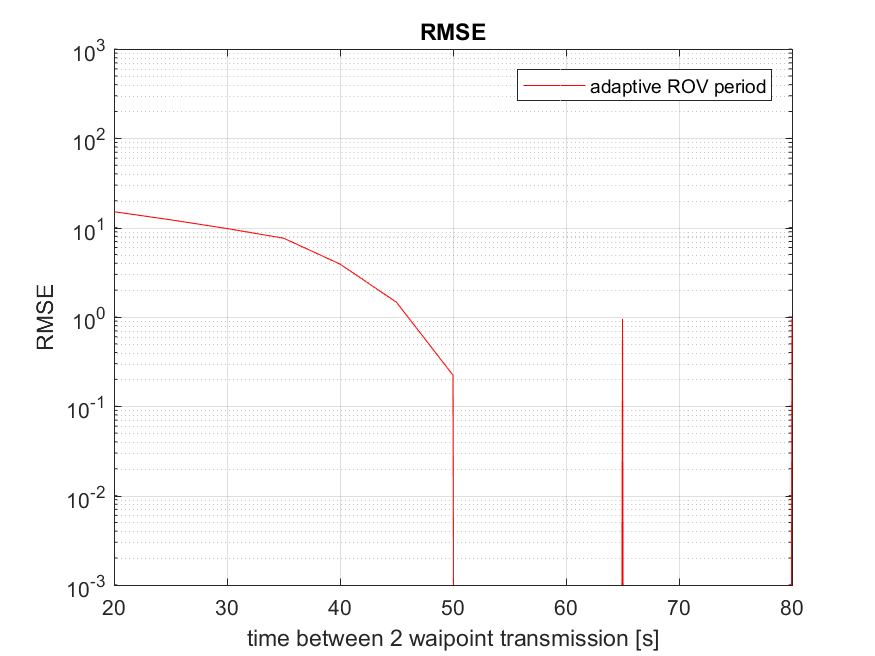 RMSE
adaptive ROV period
10^3
10^2
10^1
10^0
10^-1
10^-2
10^-3
RMSE
20 30 40 50 60 70 80
time between 2 waipoint transmission [s]